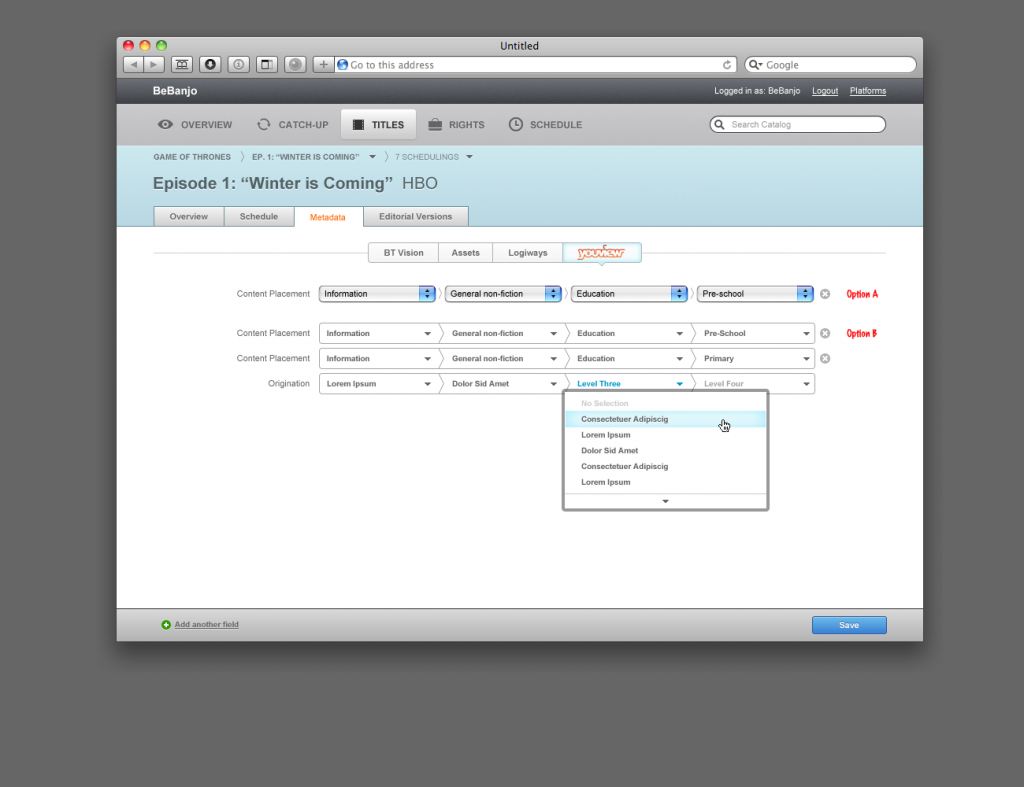 Untitled
Go to this address
Google
BeBanjo
Logged in as: BeBanjo Logout Platforms
OVERVIEW CATCH-UP TITLES RIGHTS SCHEDULE
Search Catalog
GAME OF THRONES EP. 1: “WINTER IS COMING” 7 SCHEDULINGS
Episode 1: “Winter is Coming” HBO
Overview Schedule Metadata Editorial Versions
BT Vision Assets Logiways youview
Content Placement Information General non-fiction Education Pre-school Option A
Content Placement Information General non-fiction Education Pre-School Option B
Content Placement Information General non-fiction Education Primary
Origination Lorem Ipsum Dolor Sid Amet Level Three Level Four
No Selection
Consectetuer Adipiscig
Lorem Ipsum
Dolor Sid Amet
Consectetuer Adipiscig
Lorem Ipsum
Add another field
Save